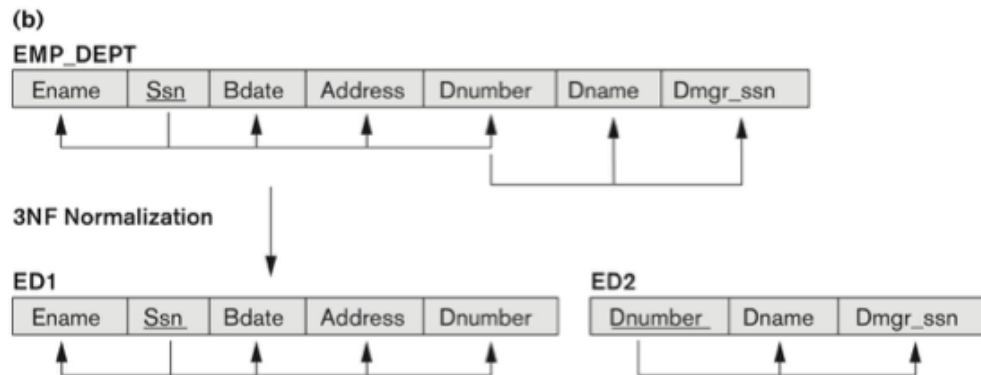 (b)
EMP_DEPT
Ename Ssn Bdate Address Dnumber Dname Dmgr_ssn
3NF Normalization
ED1 ED2
Ename Ssn Bdate Address Dnumber Dnumber Dname Dmgr_ssn